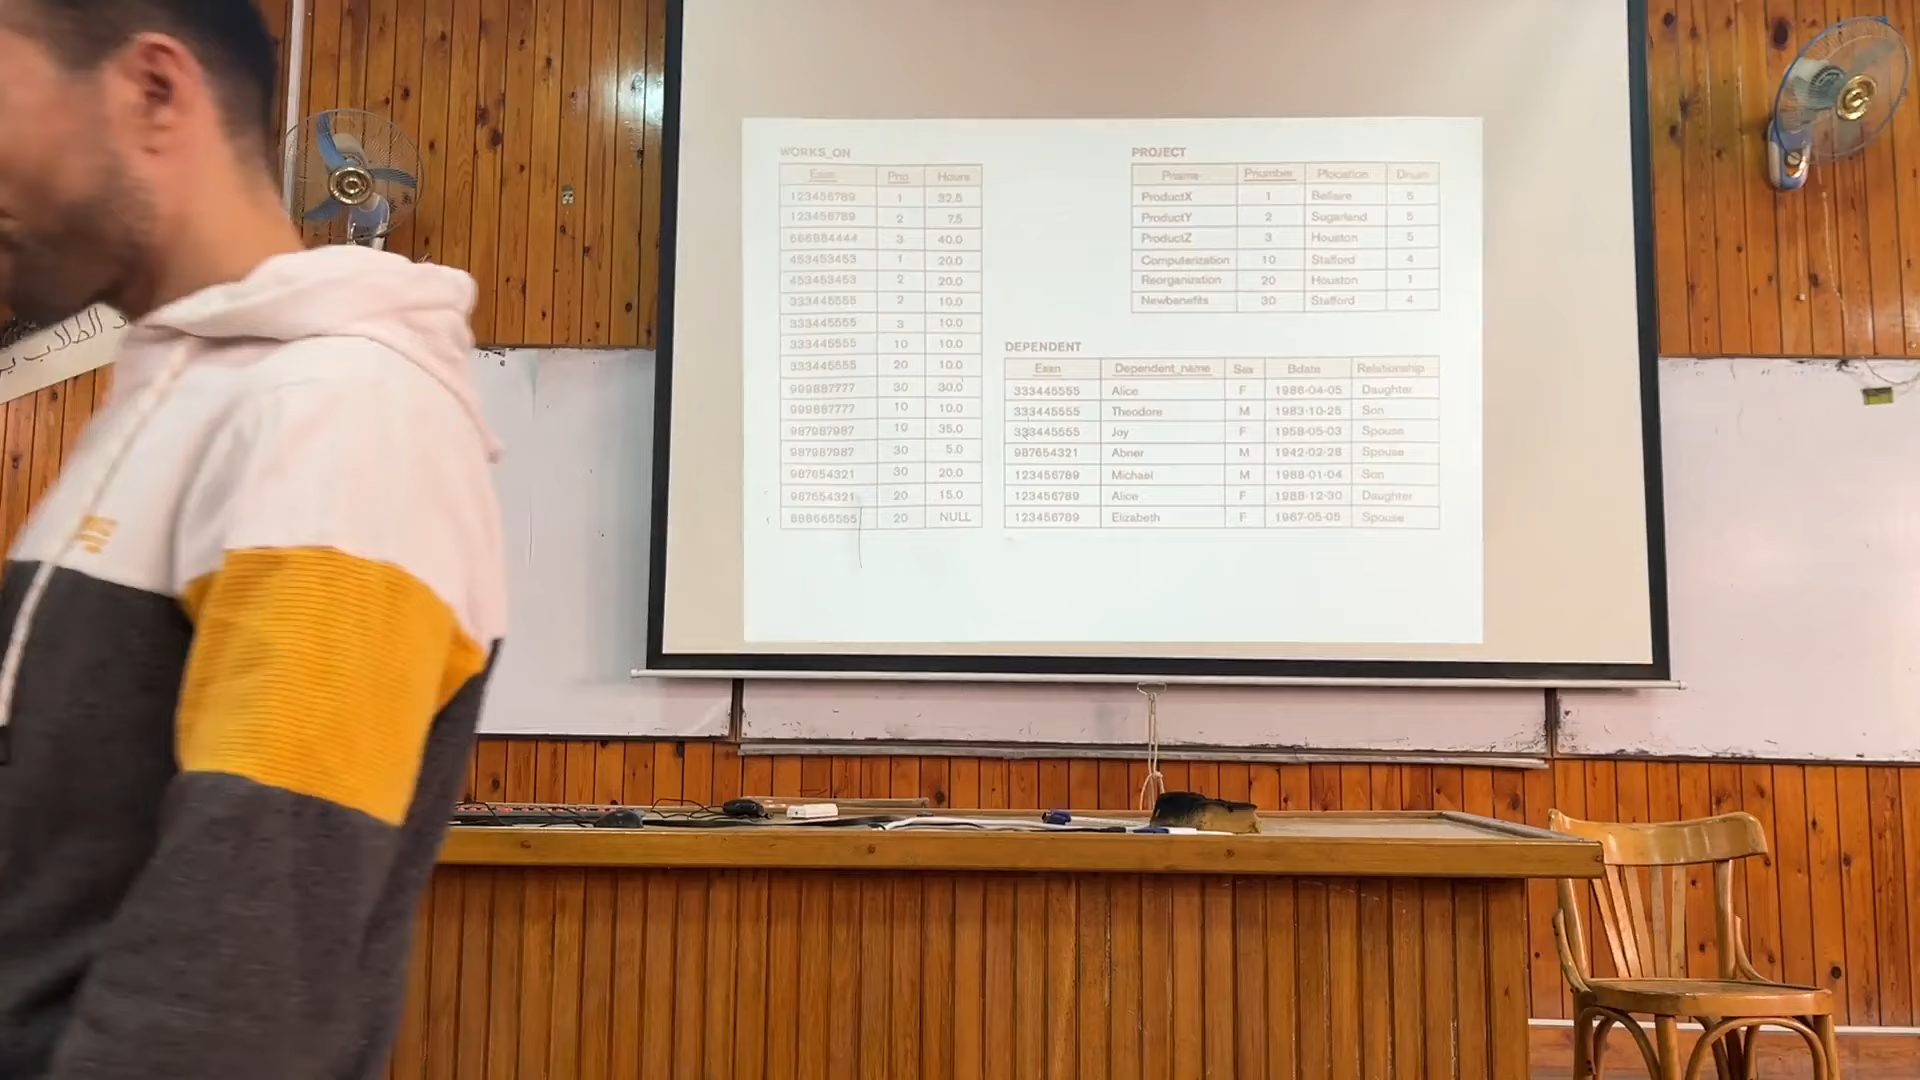 WORKS_ON
Essn Pno Hours
123456789 1 32.5
123456789 2 7.5
666884444 3 40.0
453453453 1 20.0
453453453 2 20.0
333445555 2 10.0
333445555 3 10.0
333445555 10 10.0
333445555 20 10.0
999887777 30 30.0
999887777 10 10.0
987987987 10 35.0
987987987 30 5.0
987654321 30 20.0
987654321 20 15.0
888665555 20 NULL
PROJECT
Pname Pnumber Plocation Dnum
ProductX 1 Bellaire 5
ProductY 2 Sugarland 5
ProductZ 3 Houston 5
Computerization 10 Stafford 4
Reorganization 20 Houston 1
Newbenefits 30 Stafford 4
DEPENDENT
Essn Dependent_name Sex Bdate Relationship
333445555 Alice F 1986-04-05 Daughter
333445555 Theodore M 1983-10-25 Son
333445555 Joy F 1958-05-03 Spouse
987654321 Abner M 1942-02-28 Spouse
123456789 Michael M 1988-01-04 Son
123456789 Alice F 1988-12-30 Daughter
123456789 Elizabeth F 1967-05-05 Spouse
الطلاب